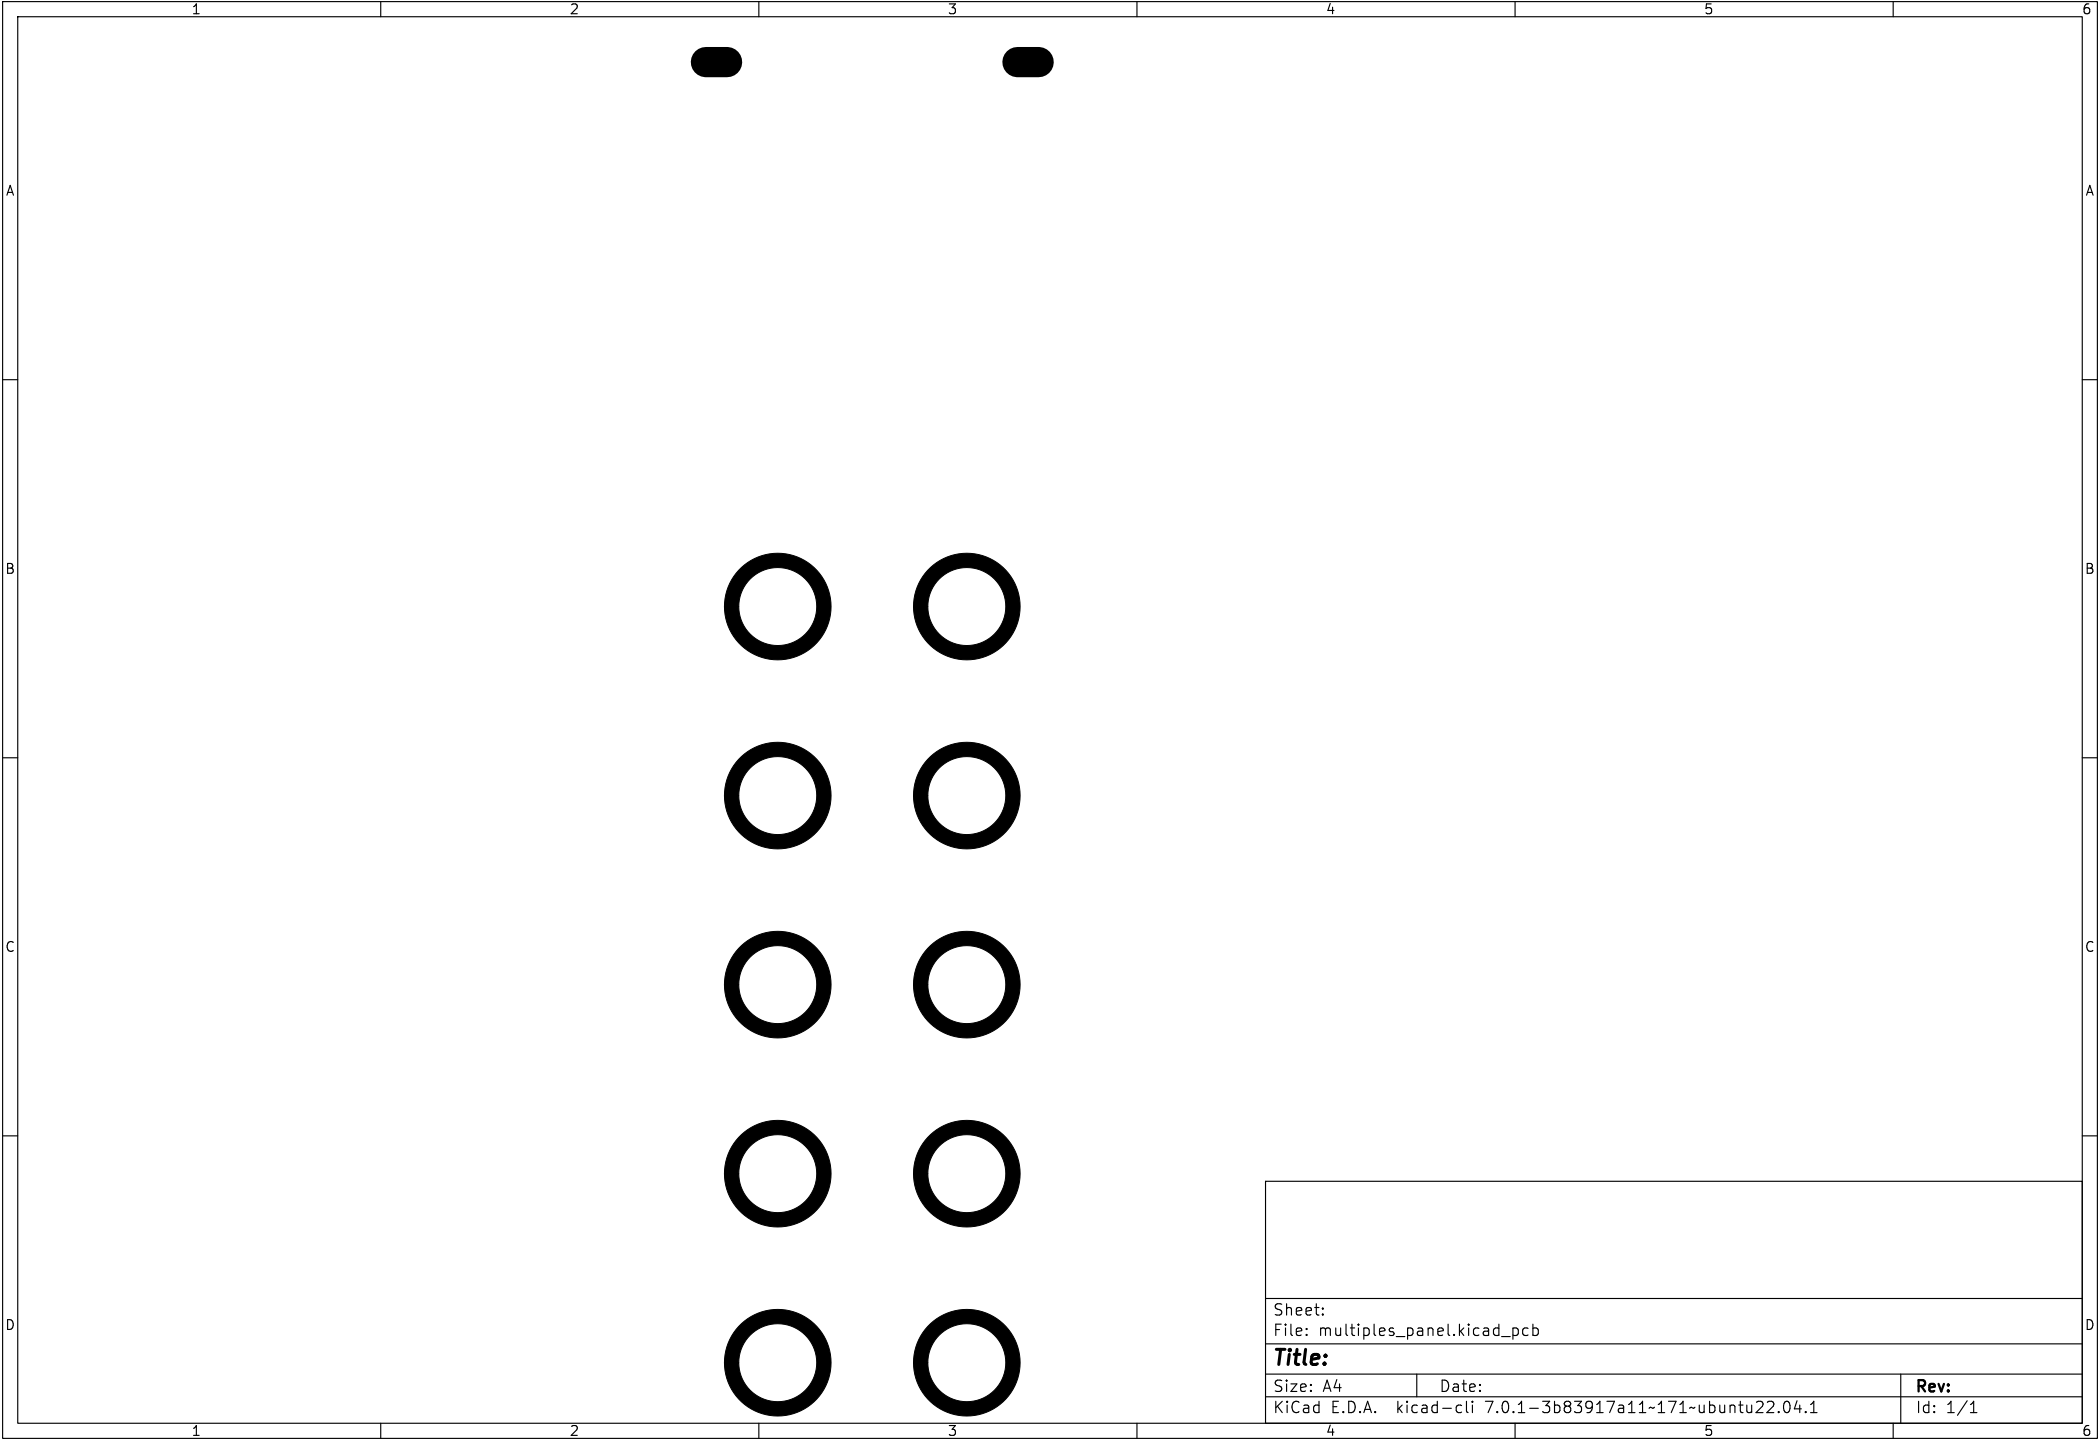 1 2 3 4 5 6
A A
B B
C C
Sheet:
File: multiples_panel.kicad_pcb
D D
Title:
Size: A4 Date: Rev:
KiCad E.D.A. kicad-cli 7.0.1-3b83917a11~171~ubuntu22.04.1 Id: 1/1
1 2 3 4 5 6